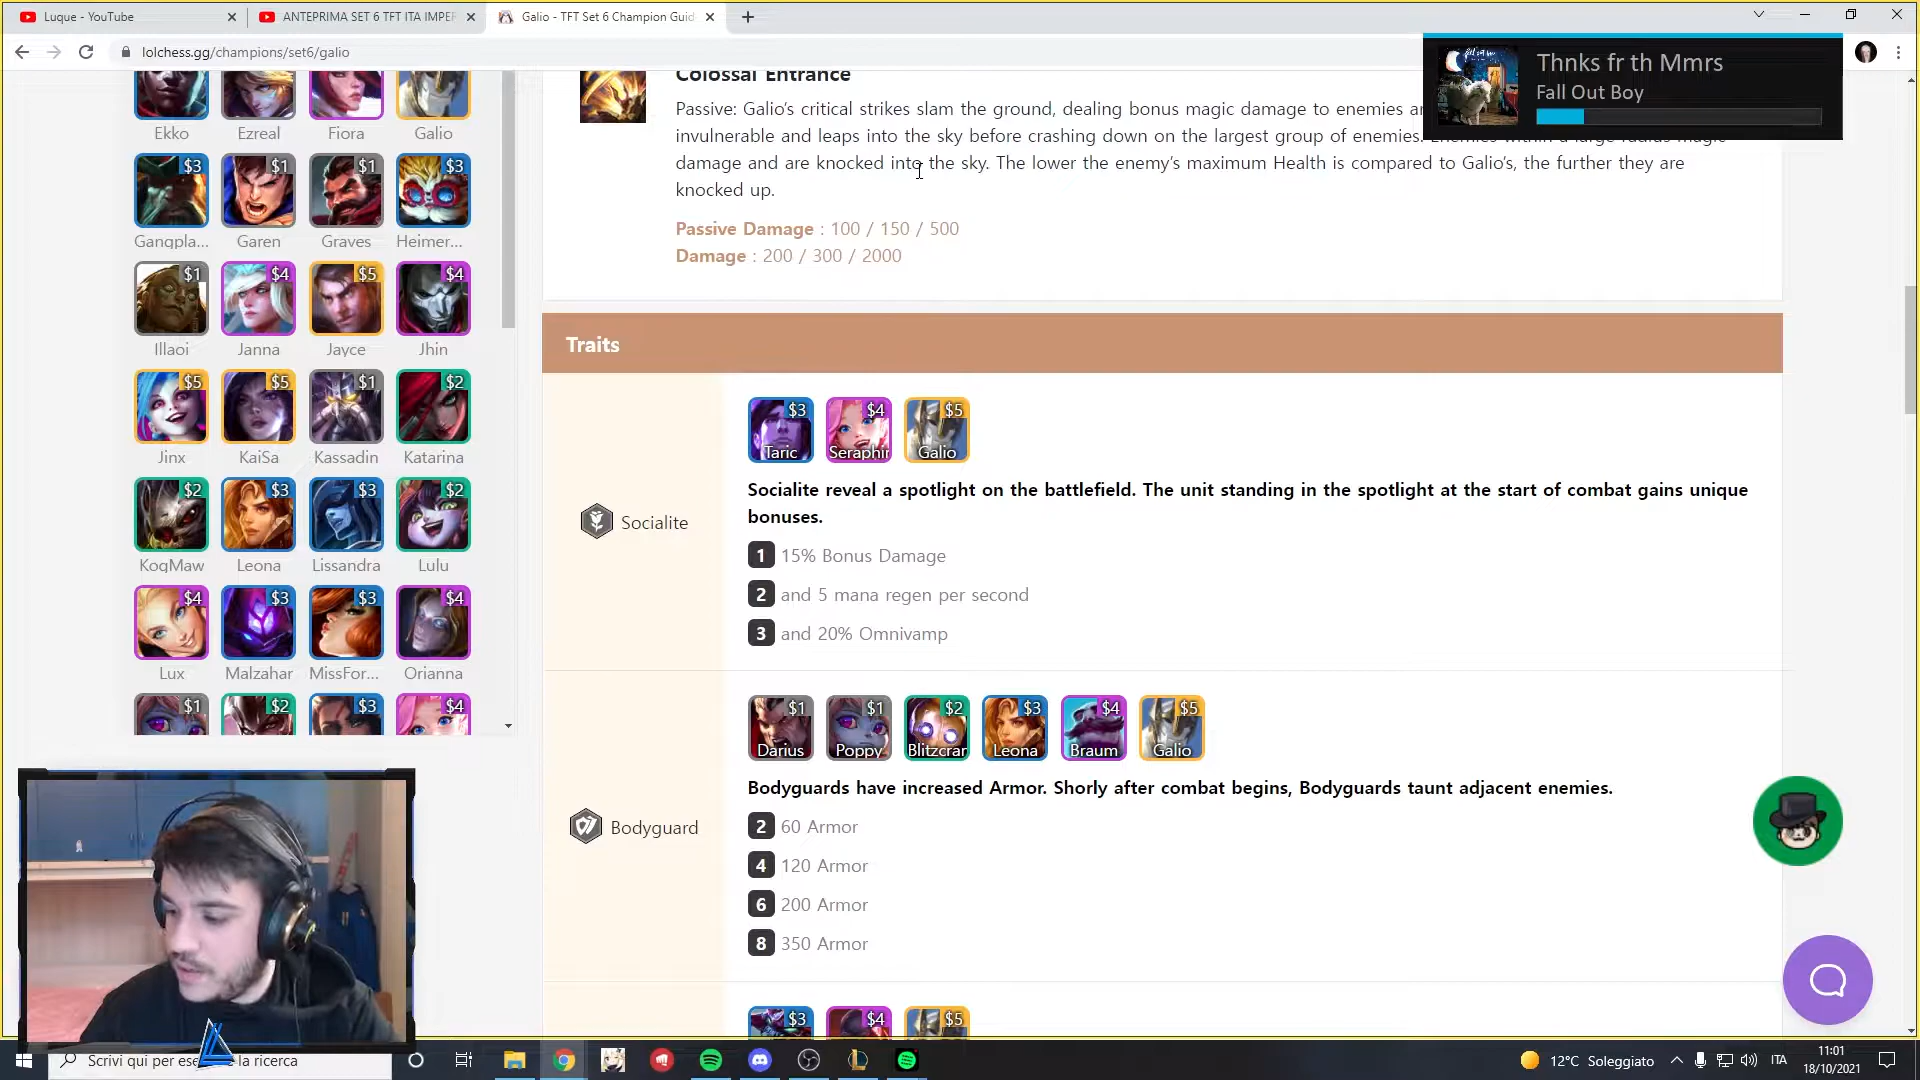 Luque - YouTube
ANTEPRIMA SET 6 TFT ITA IMPER
Galio - TFT Set 6 Champion Guid
lolchess.gg/champions/set6/galio
Thnks fr th Mmrs
Fall Out Boy
Ekko
Ezreal
Fiora
Galio
$3
$1
$1
$3
Gangpla...
Garen
Graves
Heimer...
$1
$4
$5
$4
Illaoi
Janna
Jayce
Jhin
$5
$5
$1
$2
Jinx
KaiSa
Kassadin
Katarina
$2
$3
$3
$2
KogMaw
Leona
Lissandra
Lulu
$4
$3
$3
$4
Lux
Malzahar
MissFor...
Orianna
$1
$2
$3
$4
Colossal Entrance
Passive: Galio's critical strikes slam the ground, dealing bonus magic damage to enemies
invulnerable and leaps into the sky before crashing down on the largest group of enemies. Enemies within a large radius magic
damage and are knocked into the sky. The lower the enemy's maximum Health is compared to Galio's, the further they are
knocked up.
Passive Damage : 100 / 150 / 500
Damage : 200 / 300 / 2000
Traits
$3
$4
$5
Taric
Seraphin
Galio
Socialite
Socialite reveal a spotlight on the battlefield. The unit standing in the spotlight at the start of combat gains unique
bonuses.
1 15% Bonus Damage
2 and 5 mana regen per second
3 and 20% Omnivamp
$1
$1
$2
$3
$4
$5
Darius
Poppy
Blitzcran
Leona
Braum
Galio
Bodyguard
Bodyguards have increased Armor. Shorly after combat begins, Bodyguards taunt adjacent enemies.
2 60 Armor
4 120 Armor
6 200 Armor
8 350 Armor
$3
$4
$5
Scrivi qui per ese
e la ricerca
12°C Soleggiato
ITA
11:01
18/10/2021